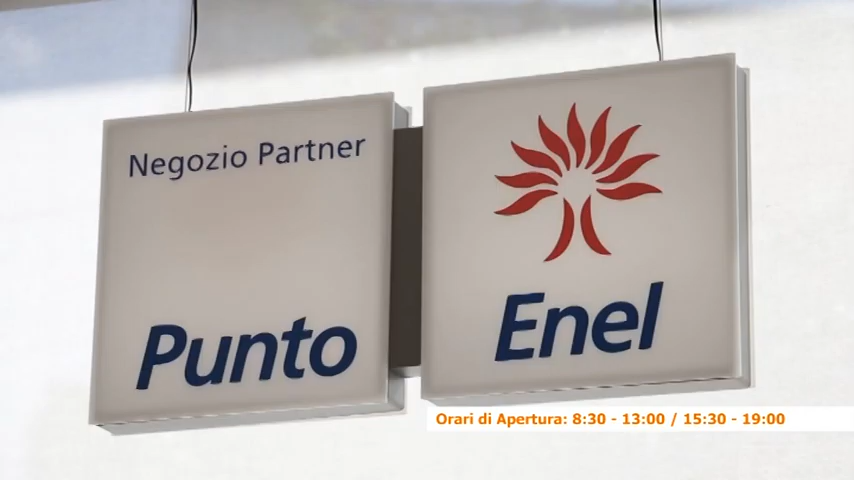 Negozio Partner
Punto
Enel
Orari di Apertura: 8:30 - 13:00 / 15:30 - 19:00